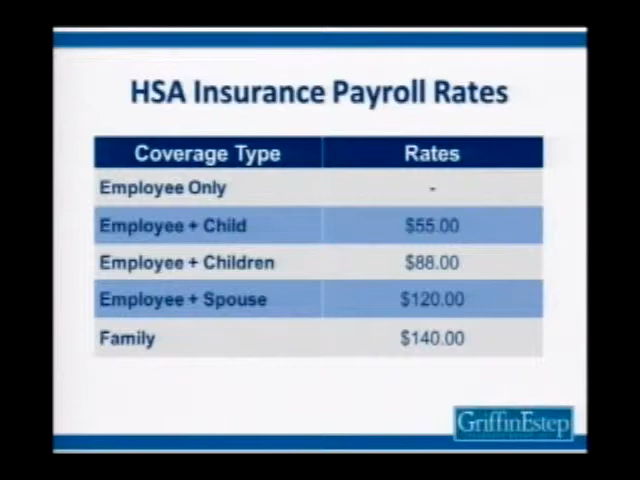 HSA Insurance Payroll Rates
Coverage Type Rates
Employee Only -
Employee + Child $55.00
Employee + Children $88.00
Employee + Spouse $120.00
Family $140.00
GriffinEstep